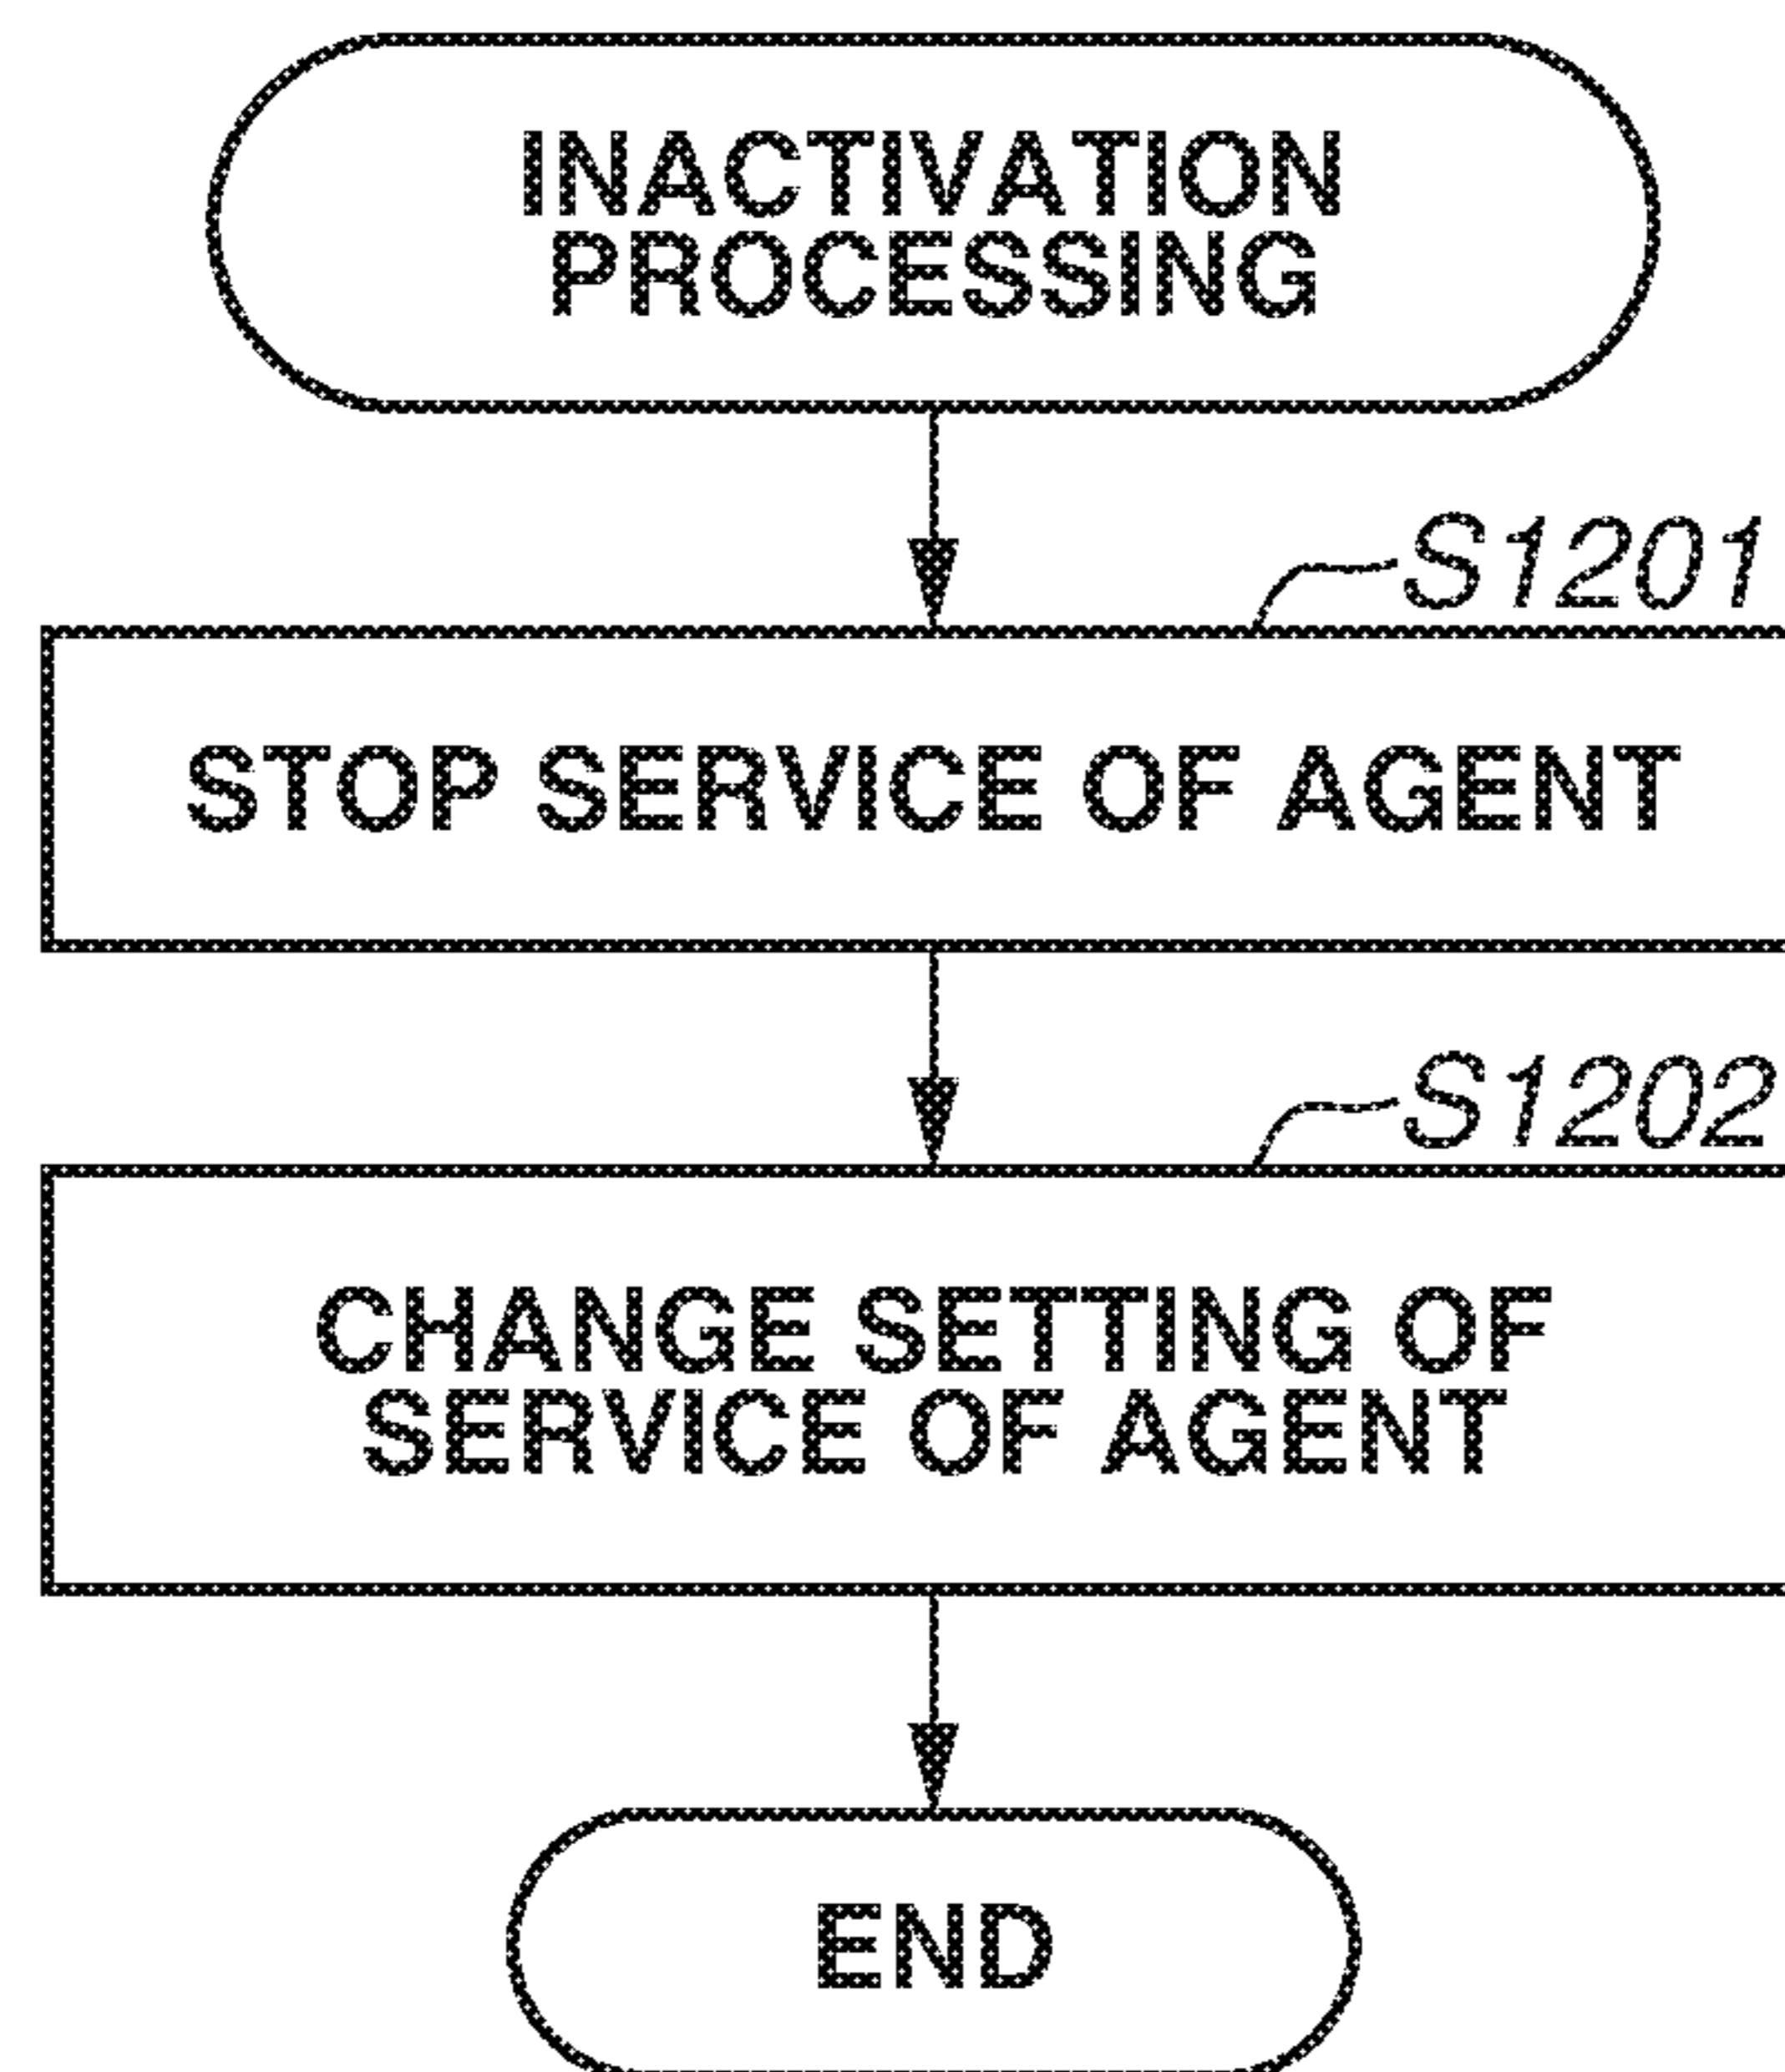 INACTIVATION
PROCESSING
S1201
STOP SERVICE OF AGENT
S1202
CHANGE SETTING OF
SERVICE OF AGENT
END